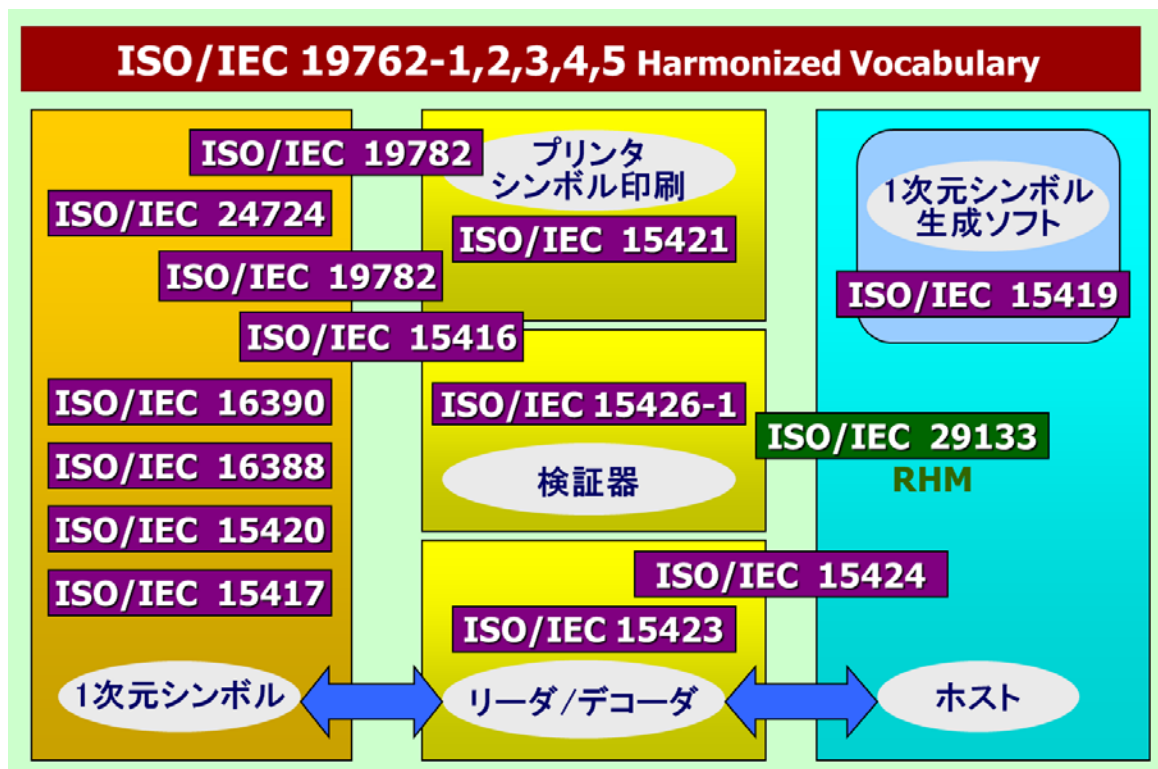 ISO/IEC 19762-1,2,3,4,5 Harmonized Vocabulary
ISO/IEC 19782
ISO/IEC 24724
ISO/IEC 19782
ISO/IEC 15416
ISO/IEC 16390
ISO/IEC 16388
ISO/IEC 15420
ISO/IEC 15417
1次元シンボル
プリンタ
シンボル印刷
ISO/IEC 15421
ISO/IEC 15426-1
検証器
ISO/IEC 15424
ISO/IEC 15423
リーダ/デコーダ
1次元シンボル
生成ソフト
ISO/IEC 15419
ISO/IEC 29133
RHM
ホスト